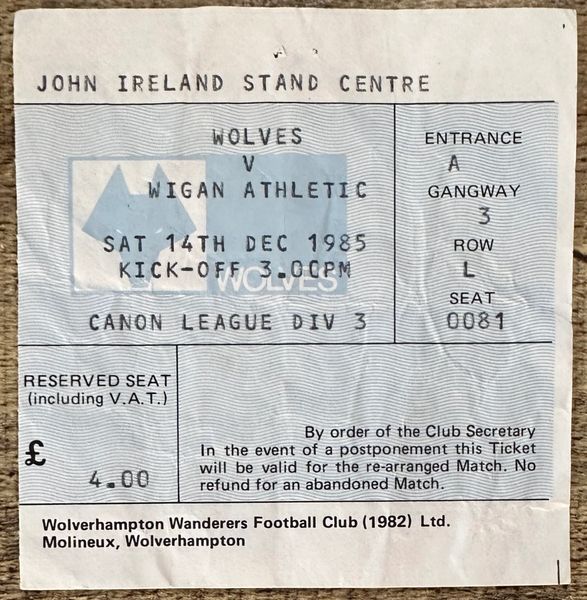 JOHN IRELAND STAND CENTRE
WOLVES
V
WIGAN ATHLETIC
SAT 14TH DEC 1985
KICK-OFF 3.00PM
WOLVES
CANON LEAGUE DIV 3
ENTRANCE
A
GANGWAY
3
ROW
L
SEAT
0081
RESERVED SEAT
(including V.A.T.)
£
4.00
By order of the Club Secretary
In the event of a postponement this Ticket
will be valid for the re-arranged Match. No
refund for an abandoned Match.
Wolverhampton Wanderers Football Club (1982) Ltd.
Molineux, Wolverhampton